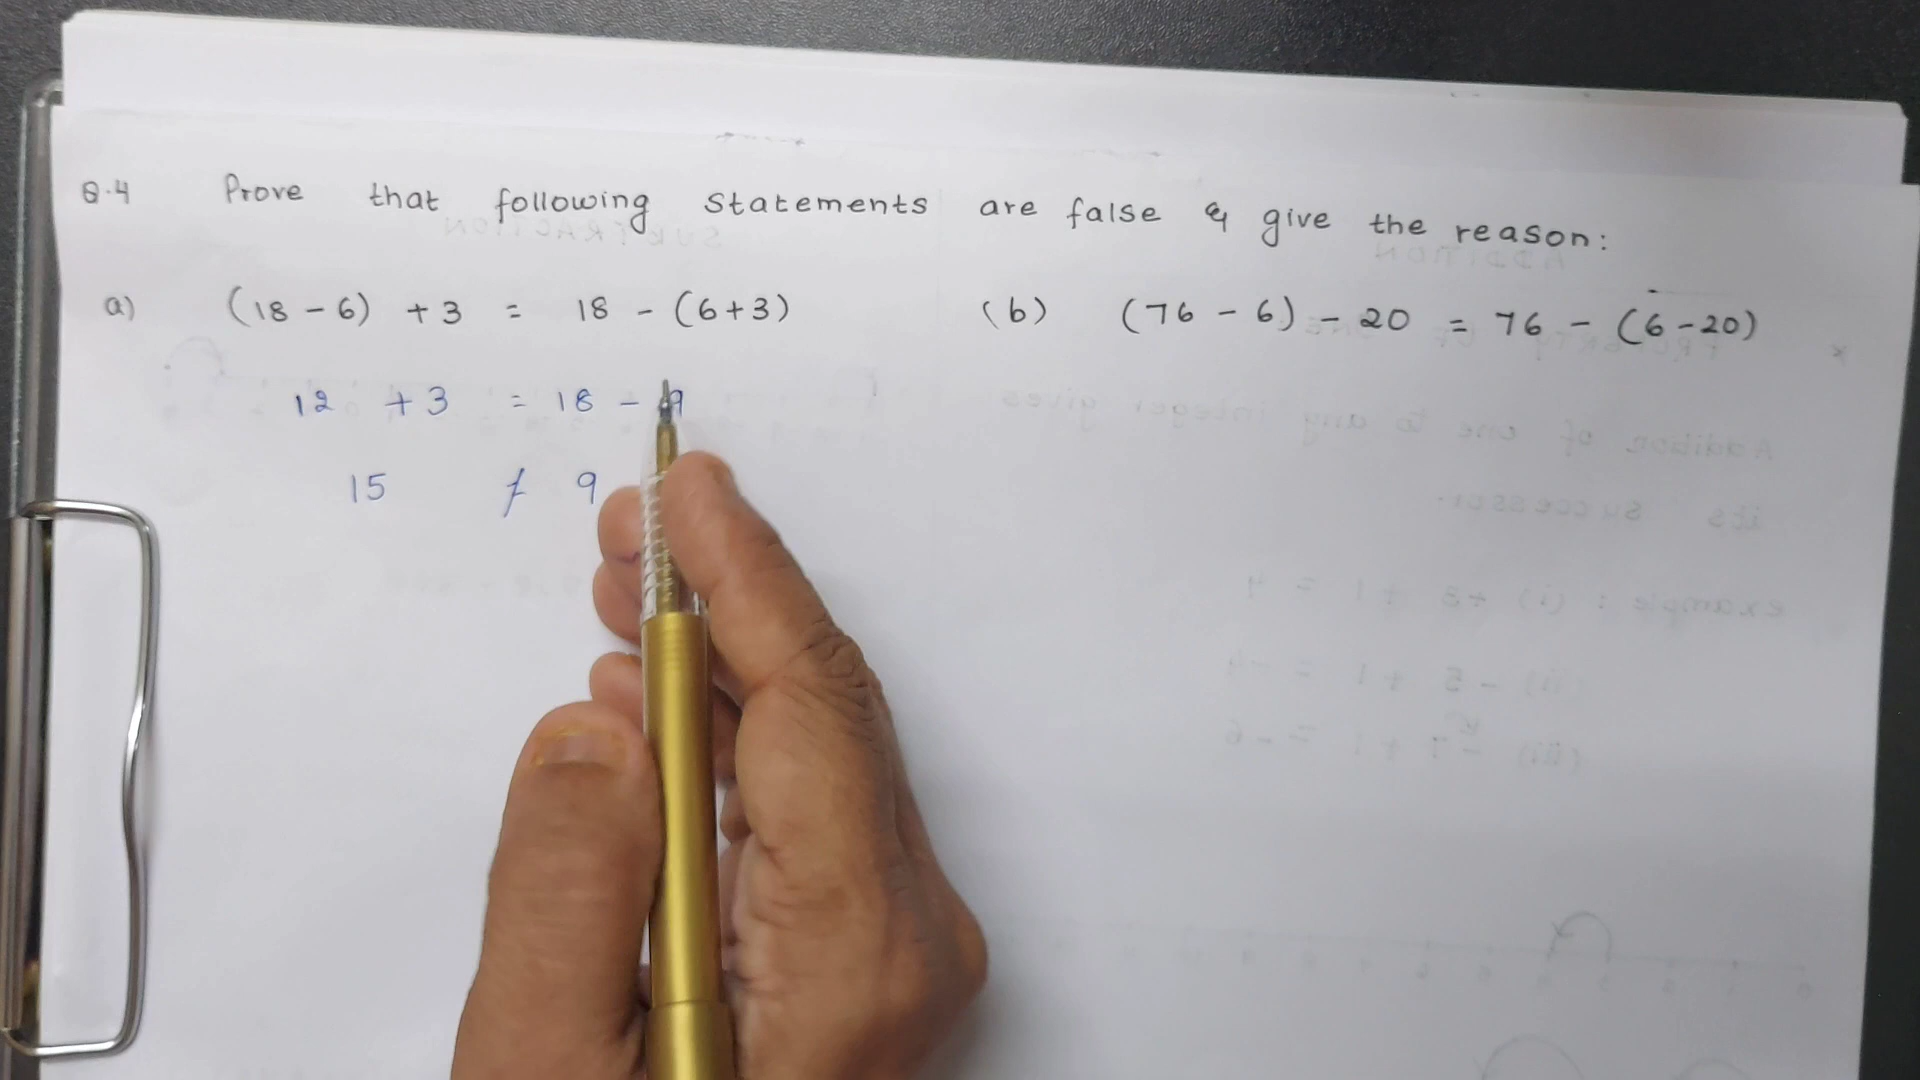 Q.4 Prove that following statements are false & give the reason:
a) (18 - 6) + 3 = 18 - (6+3)
(b) (76 - 6) - 20 = 76 - (6-20)
12 + 3 = 18 - 9
15 ≠ 9